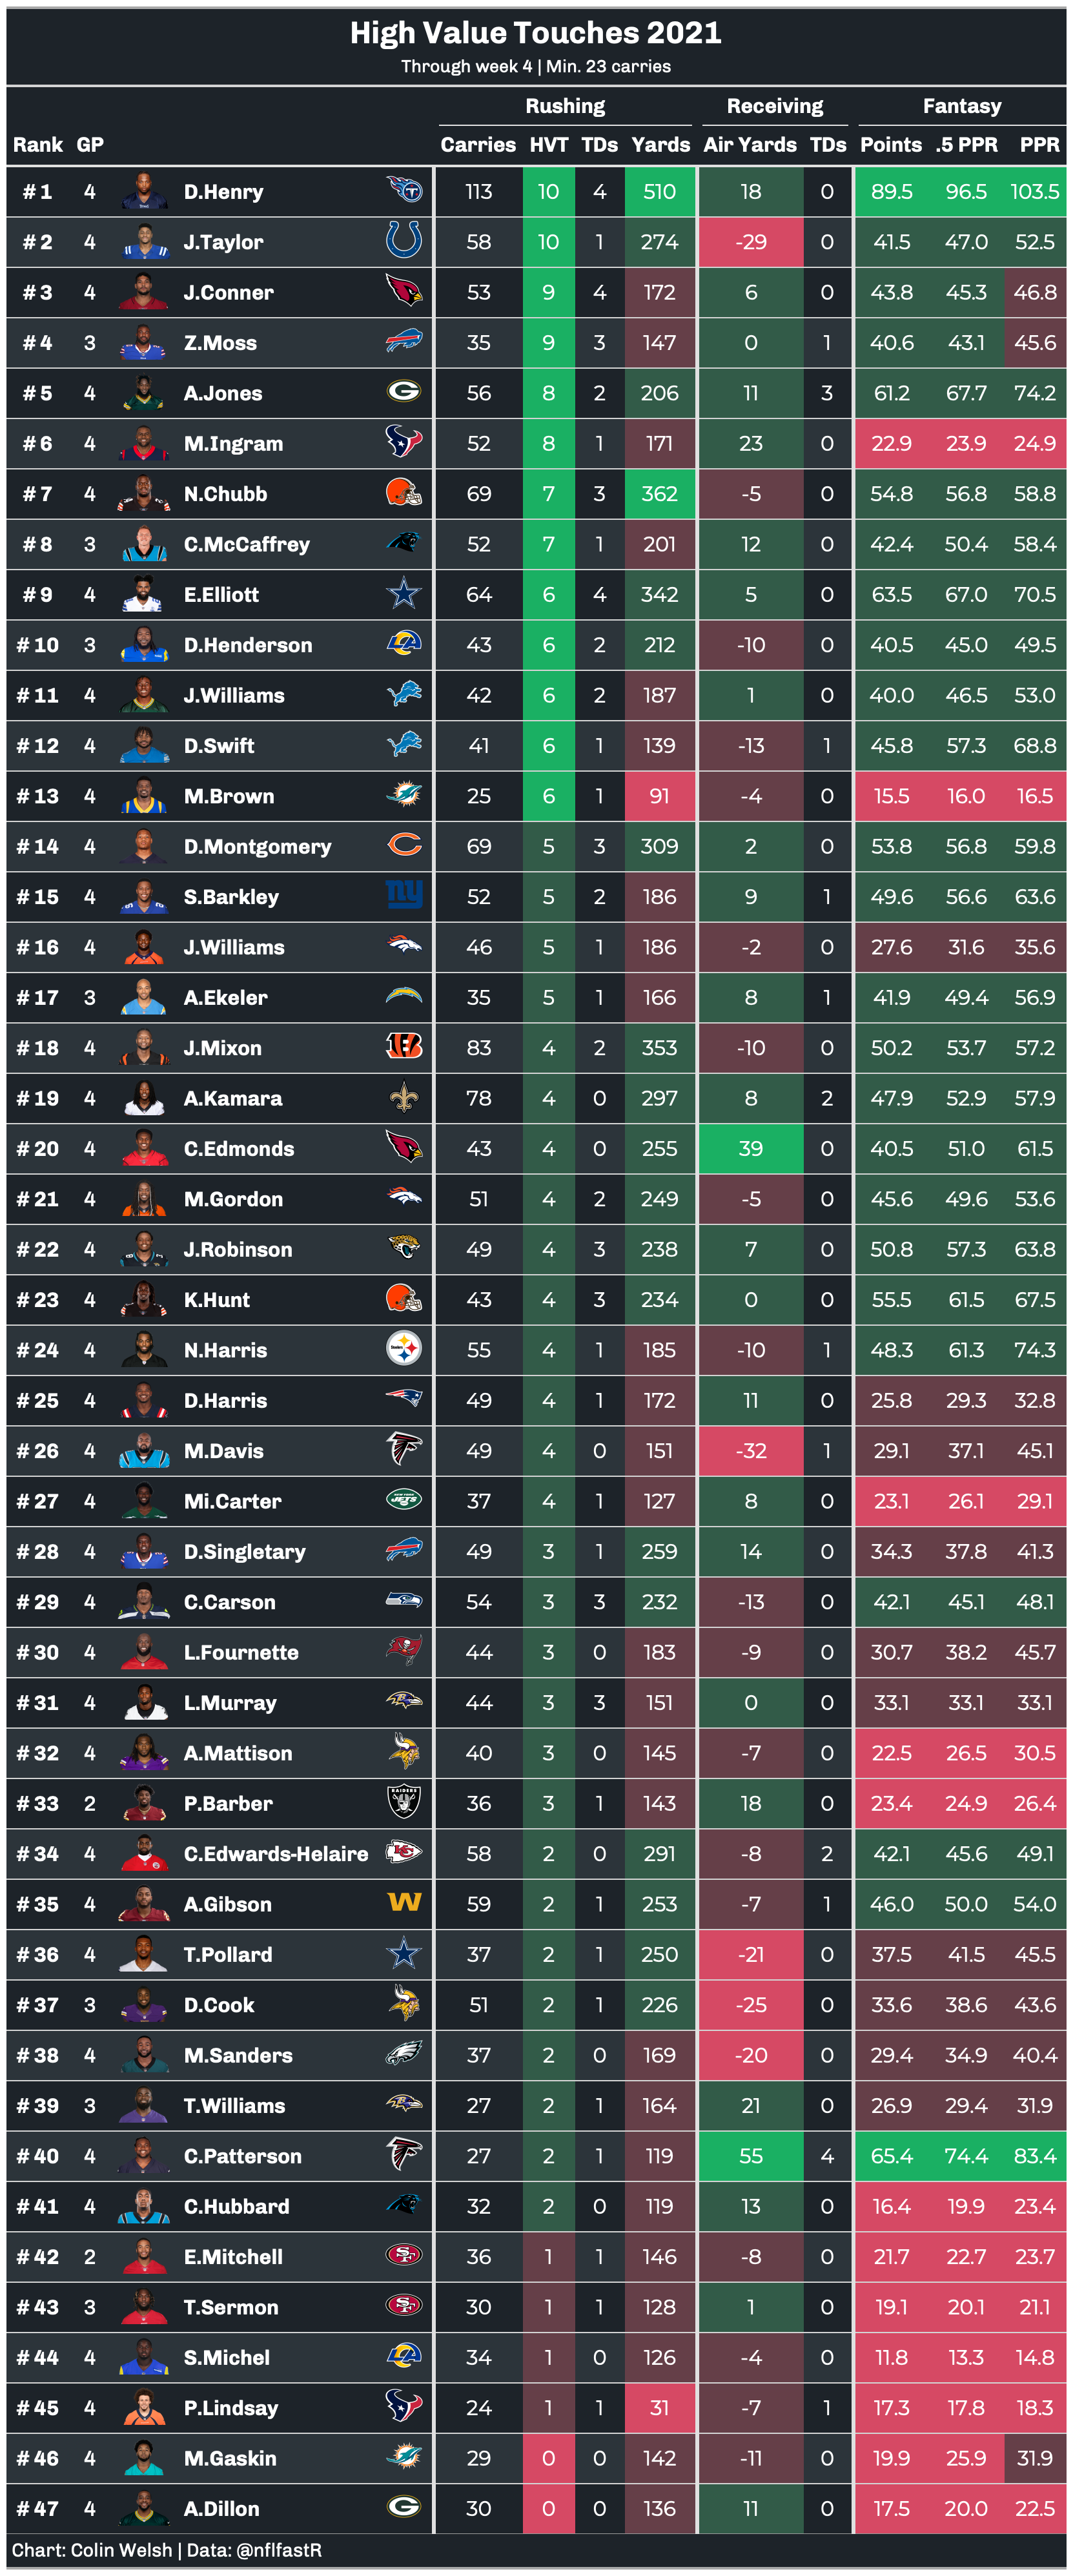 High Value Touches 2021
Through week 4 | Min. 23 carries
Rushing Receiving Fantasy
Rank GP Carries HVT TDs Yards Air Yards TDs Points .5 PPR PPR
# 1 4 D.Henry 113 10 4 510 18 0 89.5 96.5 103.5
# 2 4 J.Taylor 58 10 1 274 -29 0 41.5 47.0 52.5
# 3 4 J.Conner 53 9 4 172 6 0 43.8 45.3 46.8
# 4 3 Z.Moss 35 9 3 147 0 1 40.6 43.1 45.6
# 5 4 A.Jones 56 8 2 206 11 3 61.2 67.7 74.2
# 6 4 M.Ingram 52 8 1 171 23 0 22.9 23.9 24.9
# 7 4 N.Chubb 69 7 3 362 -5 0 54.8 56.8 58.8
# 8 3 C.McCaffrey 52 7 1 201 12 0 42.4 50.4 58.4
# 9 4 E.Elliott 64 6 4 342 5 0 63.5 67.0 70.5
# 10 3 D.Henderson 43 6 2 212 -10 0 40.5 45.0 49.5
# 11 4 J.Williams 42 6 2 187 1 0 40.0 46.5 53.0
# 12 4 D.Swift 41 6 1 139 -13 1 45.8 57.3 68.8
# 13 4 M.Brown 25 6 1 91 -4 0 15.5 16.0 16.5
# 14 4 D.Montgomery 69 5 3 309 2 0 53.8 56.8 59.8
# 15 4 S.Barkley 52 5 2 186 9 1 49.6 56.6 63.6
# 16 4 J.Williams 46 5 1 186 -2 0 27.6 31.6 35.6
# 17 3 A.Ekeler 35 5 1 166 8 1 41.9 49.4 56.9
# 18 4 J.Mixon 83 4 2 353 -10 0 50.2 53.7 57.2
# 19 4 A.Kamara 78 4 0 297 8 2 47.9 52.9 57.9
# 20 4 C.Edmonds 43 4 0 255 39 0 40.5 51.0 61.5
# 21 4 M.Gordon 51 4 2 249 -5 0 45.6 49.6 53.6
# 22 4 J.Robinson 49 4 3 238 7 0 50.8 57.3 63.8
# 23 4 K.Hunt 43 4 3 234 0 0 55.5 61.5 67.5
# 24 4 N.Harris 55 4 1 185 -10 1 48.3 61.3 74.3
# 25 4 D.Harris 49 4 1 172 11 0 25.8 29.3 32.8
# 26 4 M.Davis 49 4 0 151 -32 1 29.1 37.1 45.1
# 27 4 Mi.Carter 37 4 1 127 8 0 23.1 26.1 29.1
# 28 4 D.Singletary 49 3 1 259 14 0 34.3 37.8 41.3
# 29 4 C.Carson 54 3 3 232 -13 0 42.1 45.1 48.1
# 30 4 L.Fournette 44 3 0 183 -9 0 30.7 38.2 45.7
# 31 4 L.Murray 44 3 3 151 0 0 33.1 33.1 33.1
# 32 4 A.Mattison 40 3 0 145 -7 0 22.5 26.5 30.5
# 33 2 P.Barber 36 3 1 143 18 0 23.4 24.9 26.4
# 34 4 C.Edwards-Helaire 58 2 0 291 -8 2 42.1 45.6 49.1
# 35 4 A.Gibson 59 2 1 253 -7 1 46.0 50.0 54.0
# 36 4 T.Pollard 37 2 1 250 -21 0 37.5 41.5 45.5
# 37 3 D.Cook 51 2 1 226 -25 0 33.6 38.6 43.6
# 38 4 M.Sanders 37 2 0 169 -20 0 29.4 34.9 40.4
# 39 3 T.Williams 27 2 1 164 21 0 26.9 29.4 31.9
# 40 4 C.Patterson 27 2 1 119 55 4 65.4 74.4 83.4
# 41 4 C.Hubbard 32 2 0 119 13 0 16.4 19.9 23.4
# 42 2 E.Mitchell 36 1 1 146 -8 0 21.7 22.7 23.7
# 43 3 T.Sermon 30 1 1 128 1 0 19.1 20.1 21.1
# 44 4 S.Michel 34 1 0 126 -4 0 11.8 13.3 14.8
# 45 4 P.Lindsay 24 1 1 31 -7 1 17.3 17.8 18.3
# 46 4 M.Gaskin 29 0 0 142 -11 0 19.9 25.9 31.9
# 47 4 A.Dillon 30 0 0 136 11 0 17.5 20.0 22.5
Chart: Colin Welsh | Data: @nflfastR